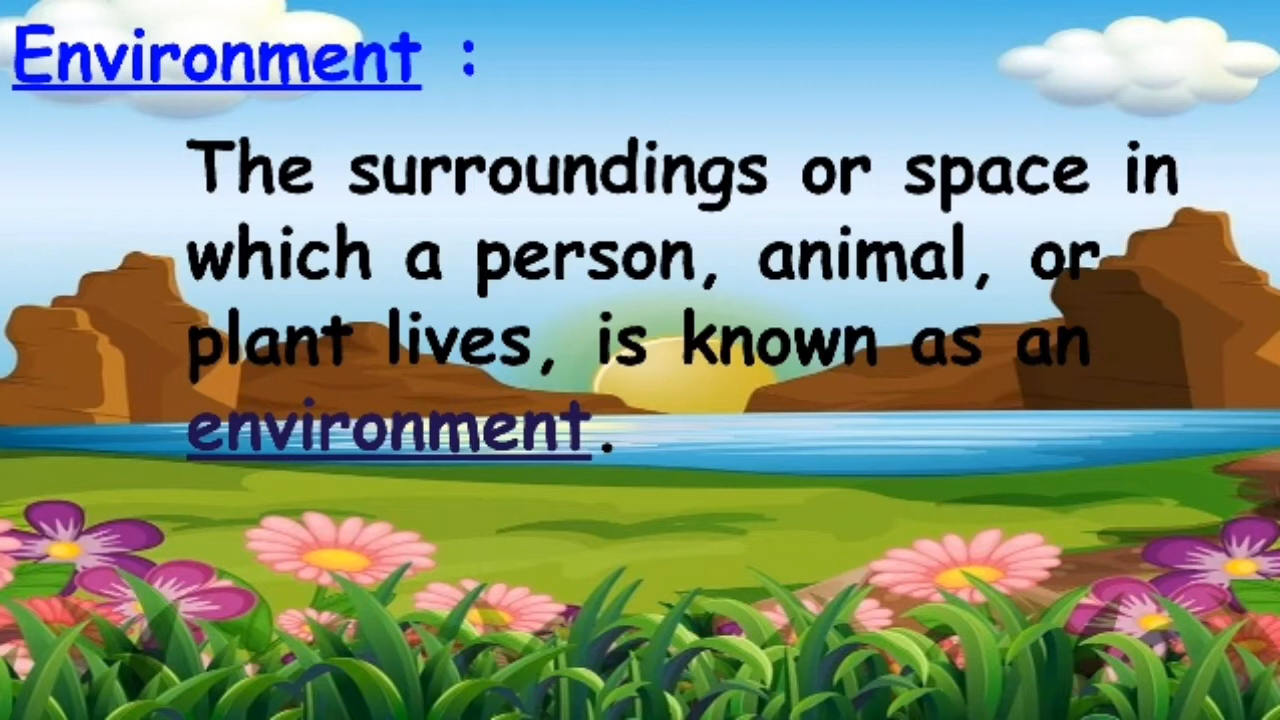 Environment :
The surroundings or space in
which a person, animal, or
plant lives, is known as an
environment.